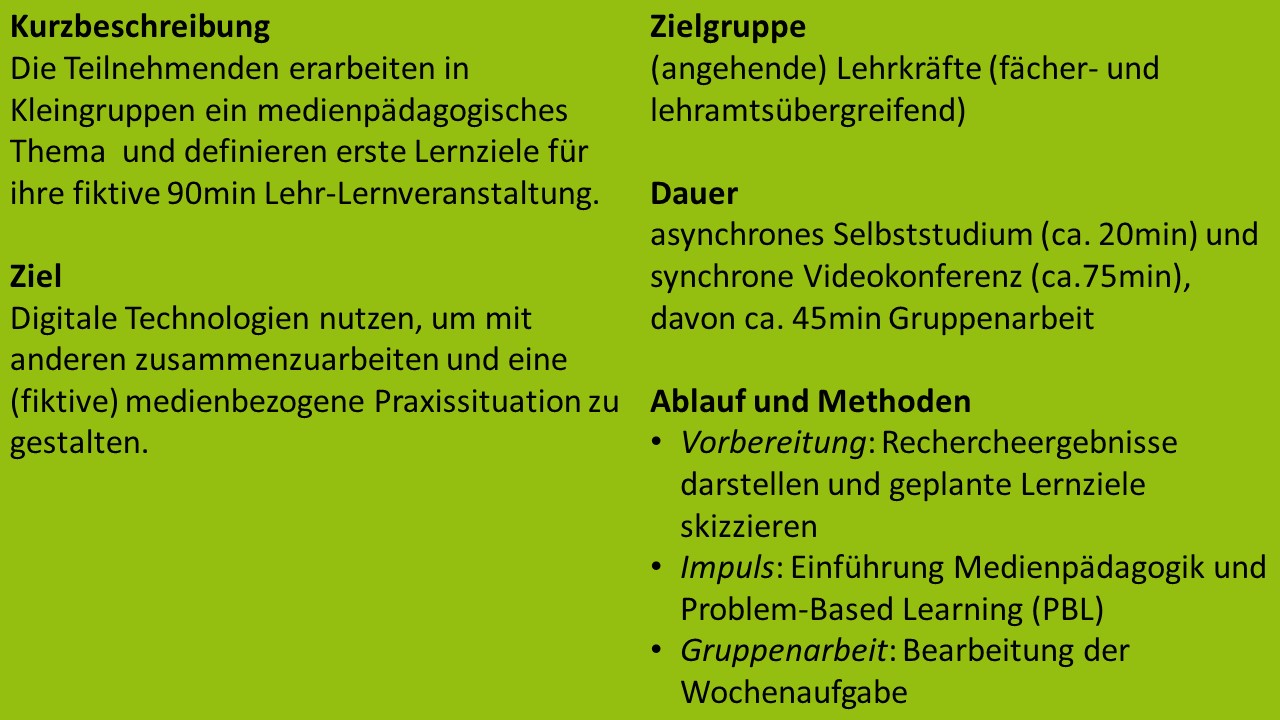 Kurzbeschreibung
Die Teilnehmenden erarbeiten in
Kleingruppen ein medienpädagogisches
Thema  und definieren erste Lernziele für
ihre fiktive 90min Lehr-Lernveranstaltung.
Ziel
Digitale Technologien nutzen, um mit
anderen zusammenzuarbeiten und eine
(fiktive) medienbezogene Praxissituation zu
gestalten.
Zielgruppe
(angehende) Lehrkräfte (fächer- und
lehramtsübergreifend)
Dauer
asynchrones Selbststudium (ca. 20min) und
synchrone Videokonferenz (ca.75min),
davon ca. 45min Gruppenarbeit
Ablauf und Methoden
• Vorbereitung: Rechercheergebnisse
darstellen und geplante Lernziele
skizzieren
• Impuls: Einführung Medienpädagogik und
Problem-Based Learning (PBL)
• Gruppenarbeit: Bearbeitung der
Wochenaufgabe